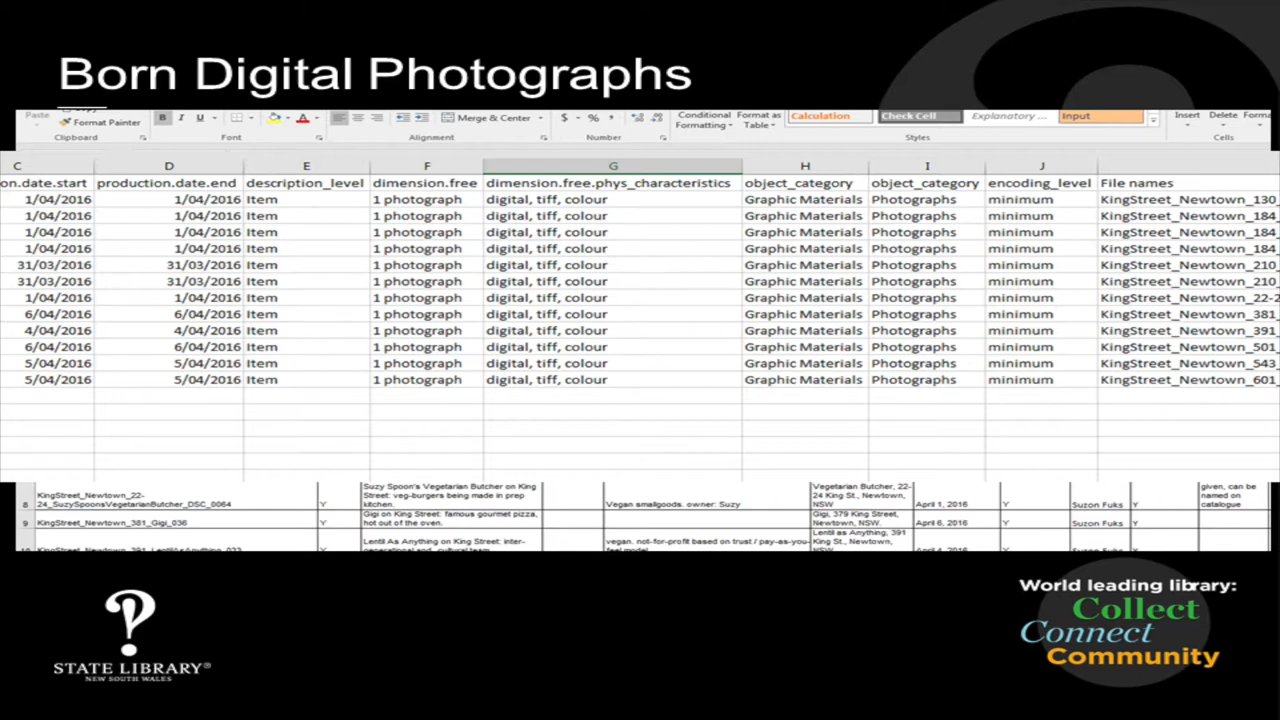 Born Digital Photographs
Paste
Format Painter
B I U A
Merge & Center
$ % ,
Conditional Formatting
Format as Table
Calculation
Check Cell
Explanatory ...
Input
Insert
Delete
Clipboard
Font
Alignment
Number
Styles
Cells
C D E F G H I J
on.date.start production.date.end description_level dimension.free dimension.free.phys_characteristics object_category object_category encoding_level File names
1/04/2016 1/04/2016 Item 1 photograph digital, tiff, colour Graphic Materials Photographs minimum KingStreet_Newtown_130_
1/04/2016 1/04/2016 Item 1 photograph digital, tiff, colour Graphic Materials Photographs minimum KingStreet_Newtown_184_
1/04/2016 1/04/2016 Item 1 photograph digital, tiff, colour Graphic Materials Photographs minimum KingStreet_Newtown_184_
1/04/2016 1/04/2016 Item 1 photograph digital, tiff, colour Graphic Materials Photographs minimum KingStreet_Newtown_184_
31/03/2016 31/03/2016 Item 1 photograph digital, tiff, colour Graphic Materials Photographs minimum KingStreet_Newtown_210_
31/03/2016 31/03/2016 Item 1 photograph digital, tiff, colour Graphic Materials Photographs minimum KingStreet_Newtown_210_
1/04/2016 1/04/2016 Item 1 photograph digital, tiff, colour Graphic Materials Photographs minimum KingStreet_Newtown_22-2
6/04/2016 6/04/2016 Item 1 photograph digital, tiff, colour Graphic Materials Photographs minimum KingStreet_Newtown_381_
4/04/2016 4/04/2016 Item 1 photograph digital, tiff, colour Graphic Materials Photographs minimum KingStreet_Newtown_391_
6/04/2016 6/04/2016 Item 1 photograph digital, tiff, colour Graphic Materials Photographs minimum KingStreet_Newtown_501_
5/04/2016 5/04/2016 Item 1 photograph digital, tiff, colour Graphic Materials Photographs minimum KingStreet_Newtown_543_
5/04/2016 5/04/2016 Item 1 photograph digital, tiff, colour Graphic Materials Photographs minimum KingStreet_Newtown_601_
8
KingStreet_Newtown_22-
24_SuzySpoonsVegetarianButcher_DSC_0064
Y
Suzy Spoon's Vegetarian Butcher on King
Street: veg-burgers being made in prep
kitchen.
Vegan smallgoods. owner: Suzy
Vegetarian Butcher, 22-
24 King St., Newtown,
NSW
April 1, 2016
Y
Suzon Fuks
Y
given, can be
named on
catalogue
9
KingStreet_Newtown_381_Gigi_036
Y
Gigi on King Street: famous gourmet pizza,
hot out of the oven.
Gigi, 379 King Street,
Newtown, NSW.
April 6, 2016
Y
Suzon Fuks
Y
Lentil As Anything on King Street: inter-
vegan. not-for-profit based on trust / pay-as-you-
Lentil as Anything, 391
King St., Newtown,
Suzon Fuks
STATE LIBRARY®
NEW SOUTH WALES
World leading library:
Collect
Connect
Community